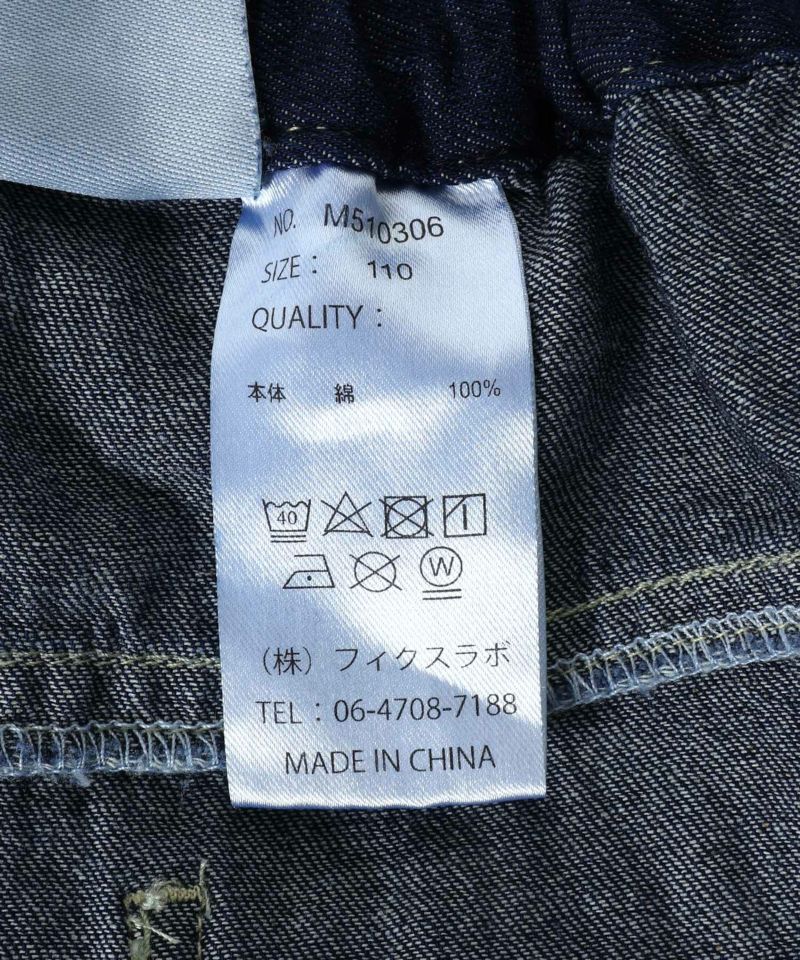 NO. M510306
SIZE : 110
QUALITY :
本体 綿 100%
40
W
（株）フィクスラボ
TEL : 06-4708-7188
MADE IN CHINA